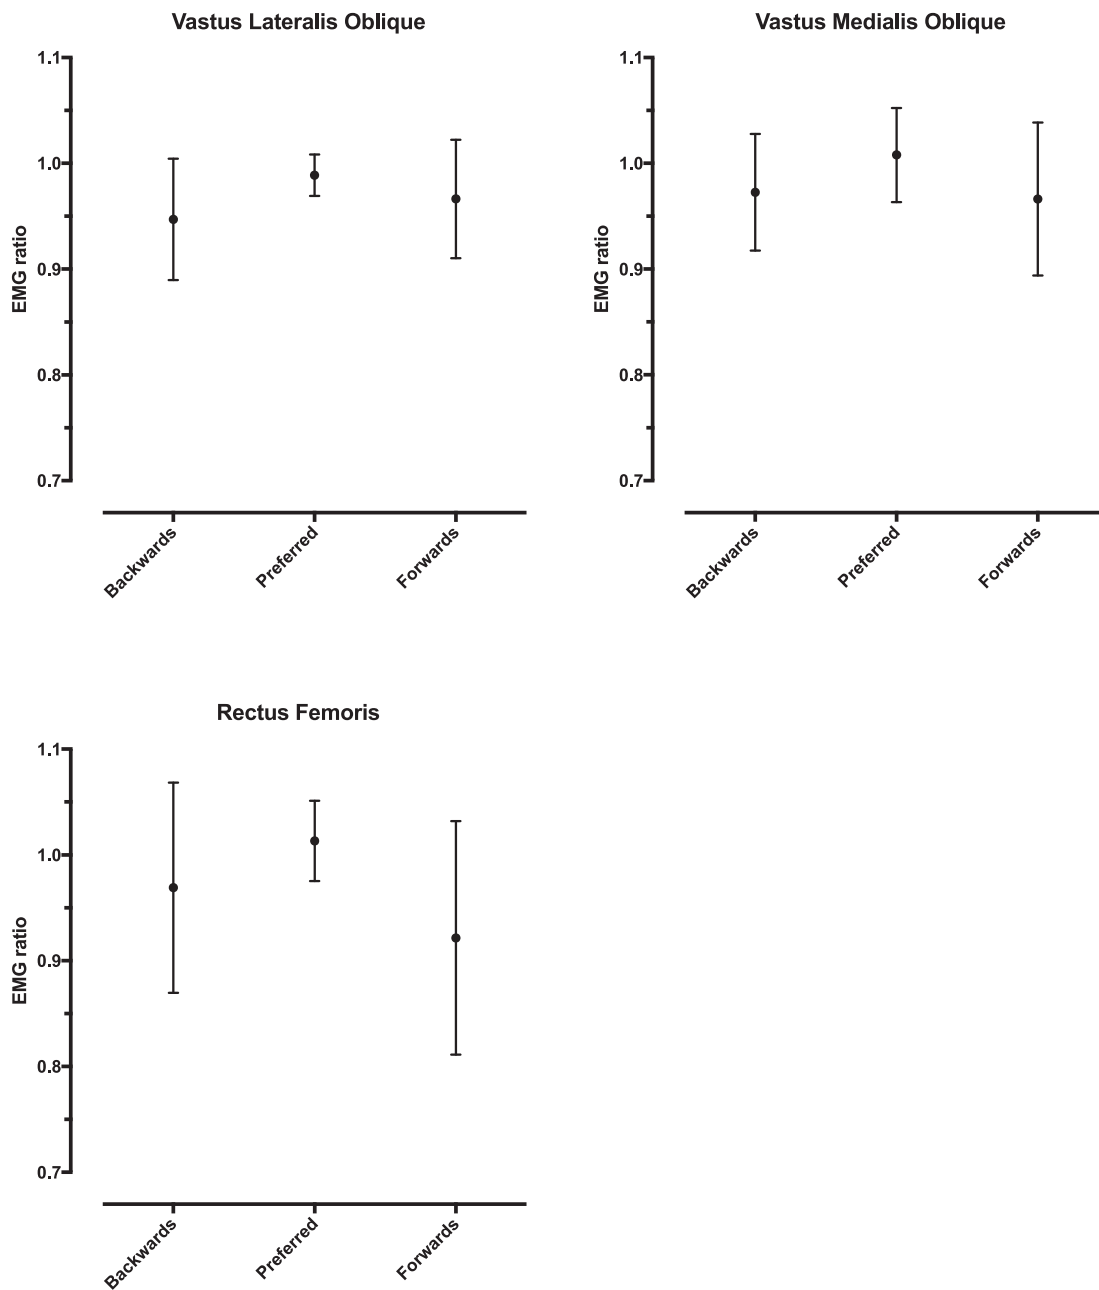 Vastus Lateralis Oblique
1.1
1.0
0.9
0.8
0.7
EMG ratio
Backwards
Preferred
Forwards
Vastus Medialis Oblique
1.1
1.0
0.9
0.8
0.7
EMG ratio
Backwards
Preferred
Forwards
Rectus Femoris
1.1
1.0
0.9
0.8
0.7
EMG ratio
Backwards
Preferred
Forwards